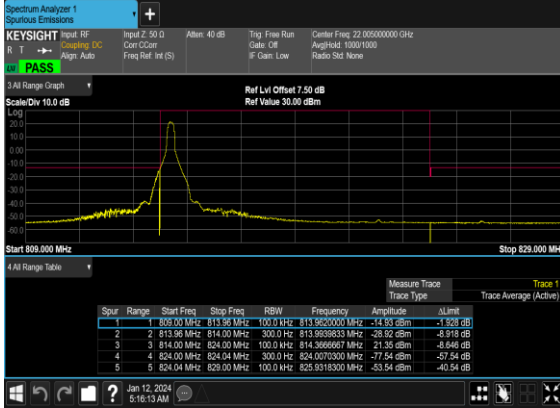 Spectrum Analyzer 1
Spurious Emissions
+
KEYSIGHT Input: RF Input Z: 50 Ω Atten: 40 dB Trig: Free Run Center Freq: 22.005000000 GHz
R T Coupling: DC Corr CCorr Gate: Off Avg|Hold: 1000/1000
Align: Auto Freq Ref: Int (S) IF Gain: Low Radio Std: None
PASS
3 All Range Graph
Ref Lvl Offset 7.50 dB
Scale/Div 10.0 dB Ref Value 30.00 dBm
Log
20.0
10.0
0.00
-10.0
-20.0
-30.0
-40.0
-50.0
-60.0
Start 809.000 MHz Stop 829.000 MH
4 All Range Table
Measure Trace Trace 1
Trace Type Trace Average (Active)
Spur Range Start Freq Stop Freq RBW Frequency Amplitude ΔLimit
1 1 809.00 MHz 813.96 MHz 100.0 kHz 813.9620000 MHz -14.93 dBm -1.928 dB
2 2 813.96 MHz 814.00 MHz 300.0 Hz 813.9939833 MHz -28.92 dBm -8.918 dB
3 3 814.00 MHz 824.00 MHz 100.0 kHz 814.3666667 MHz 21.35 dBm -8.646 dB
4 4 824.00 MHz 824.04 MHz 300.0 Hz 824.0070300 MHz -77.54 dBm -57.54 dB
5 5 824.04 MHz 829.00 MHz 100.0 kHz 825.9318300 MHz -53.54 dBm -40.54 dB
?
Jan 12, 2024
5:16:13 AM